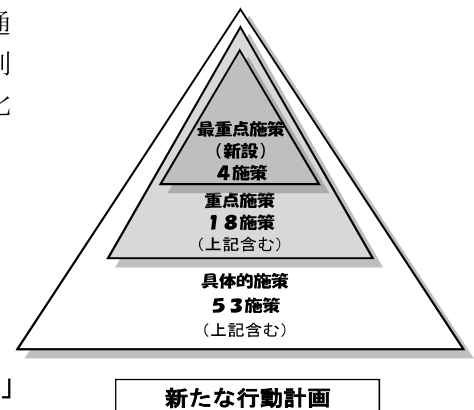 通
最重点施策
（新設）
4施策
重点施策
１８施策
（上記含む）
具体的施策
５３施策
（上記含む）
」
新たな行動計画